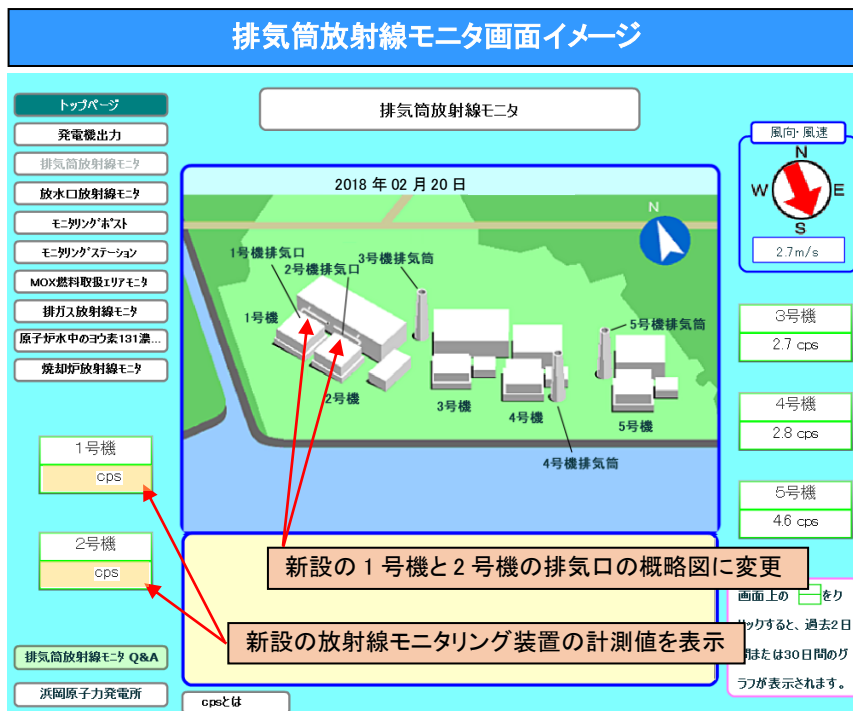 排気筒放射線モニタ画面イメージ
トップページ
発電機出力
排気筒放射線モニタ
放水口放射線モニタ
モニタリングポスト
モニタリングステーション
MOX燃料取扱エリアモニタ
排ガス放射線モニタ
原子炉水中のヨウ素131濃...
焼却炉放射線モニタ
1号機
cps
2号機
cps
排気筒放射線モニタ Q&A
浜岡原子力発電所
排気筒放射線モニタ
2018 年 02 月 20 日
N
1号機排気口
2号機排気口
3号機排気筒
1号機
2号機
3号機
4号機
5号機
5号機排気筒
4号機排気筒
新設の 1 号機と 2 号機の排気口の概略図に変更
新設の放射線モニタリング装置の計測値を表示
cpsとは
風向・風速
N
W
E
S
2.7m/s
3号機
2.7 cps
4号機
2.8 cps
5号機
4.6 cps
画面上の をク
リックすると、過去2日
間または30日間のグ
ラフが表示されます。